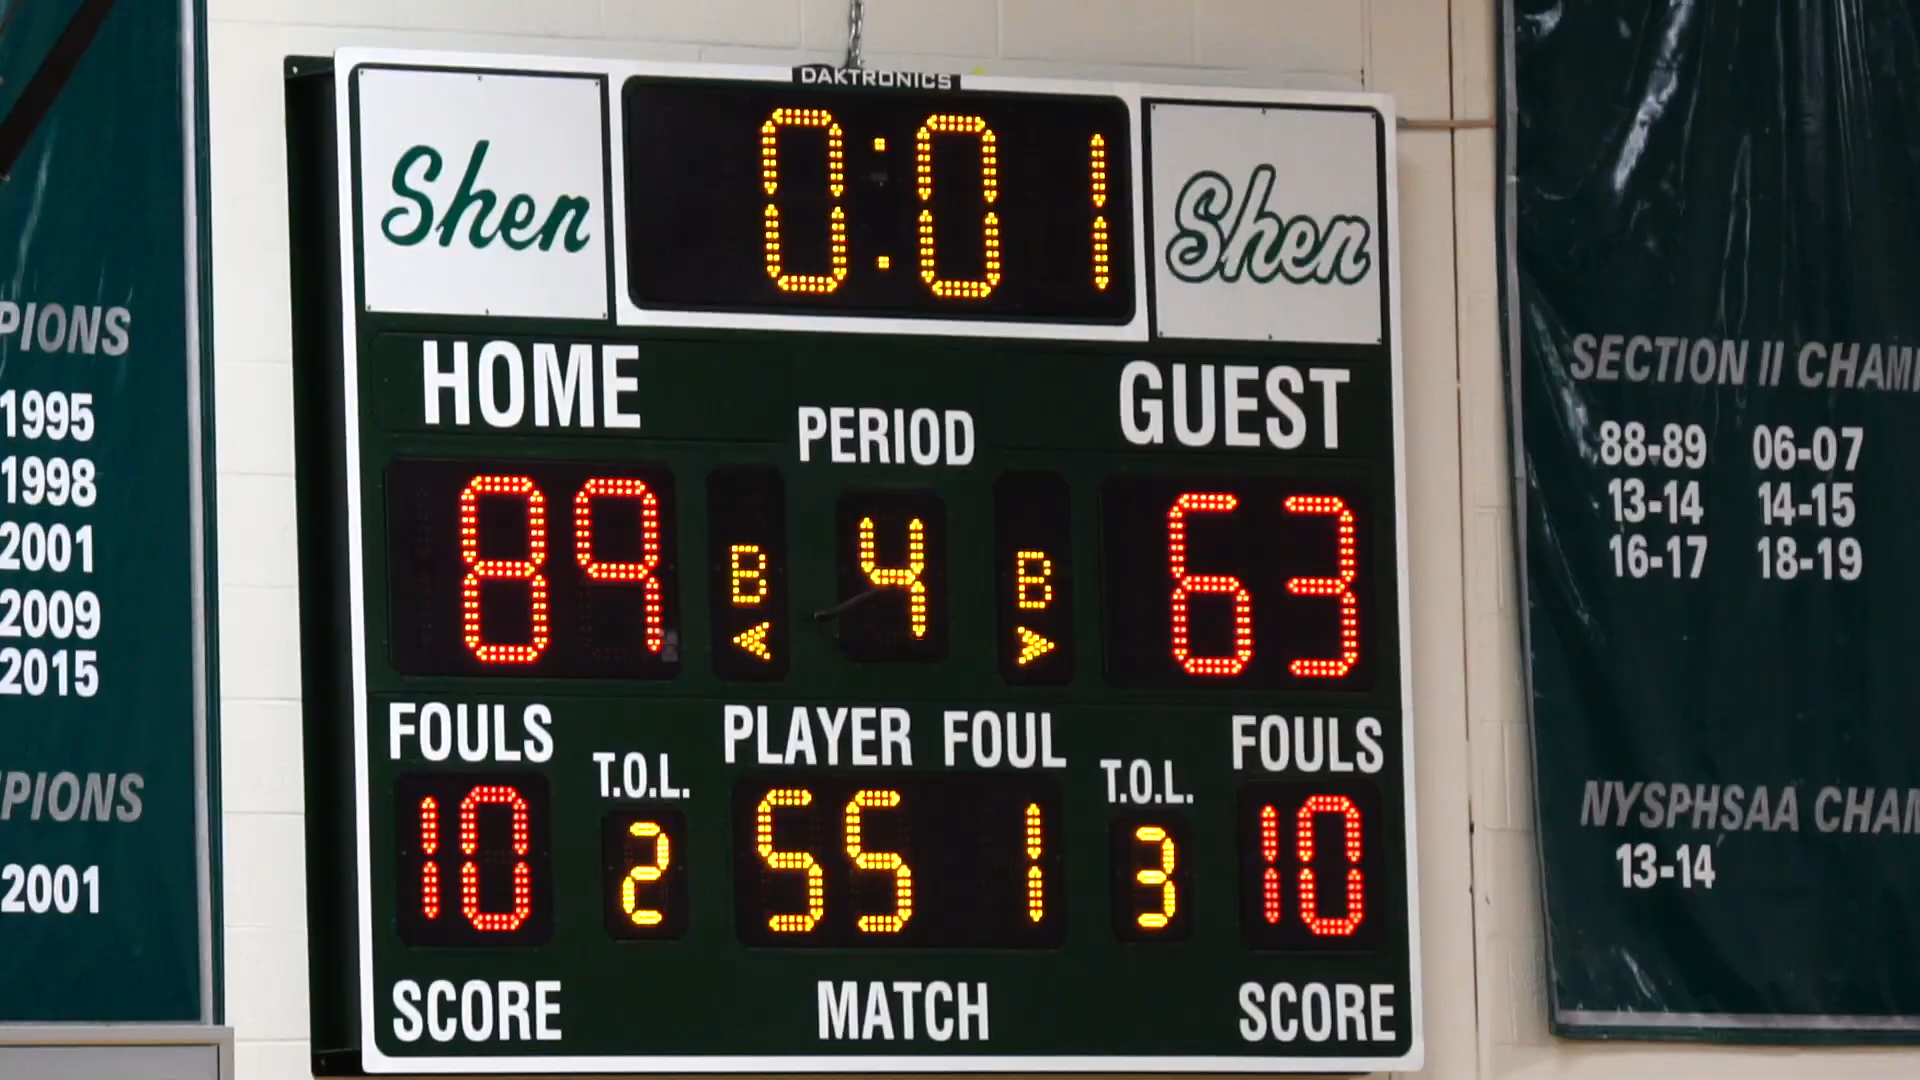 DAKTRONICS
Shen
0:01
Shen
HOME
PERIOD
GUEST
89
B
4
B
63
FOULS
T.O.L.
PLAYER FOUL
T.O.L.
FOULS
10
2
55 1
3
10
SCORE
MATCH
SCORE
PIONS
1995
1998
2001
2009
2015
PIONS
2001
SECTION II CHAM
88-89 06-07
13-14 14-15
16-17 18-19
NYSPHSAA CHAM
13-14